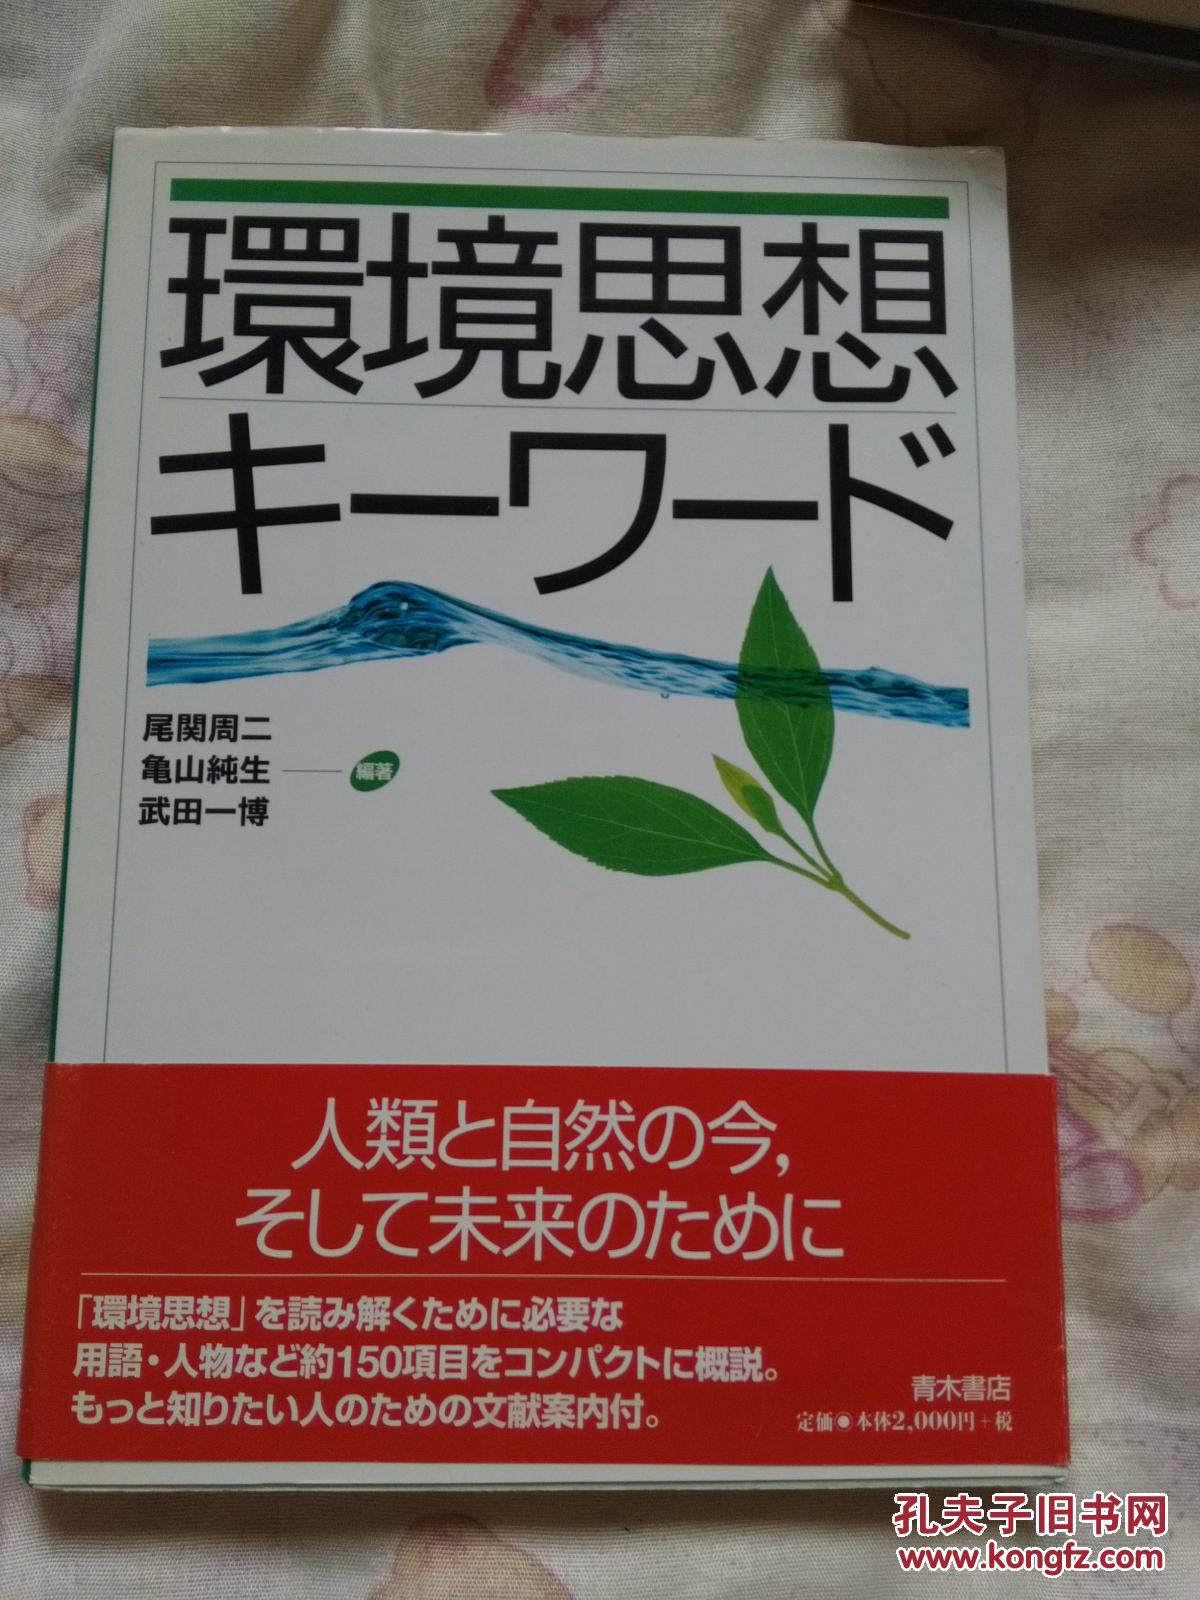 環境思想
キーワード
尾関周二
亀山純生
武田一博
編著
人類と自然の今,
そして未来のために
「環境思想」を読み解くために必要な
用語・人物など約150項目をコンパクトに概説。
もっと知りたい人のための文献案内付。
青木書店
定価◉本体2,000円+税
孔夫子旧书网
www.kongfz.com